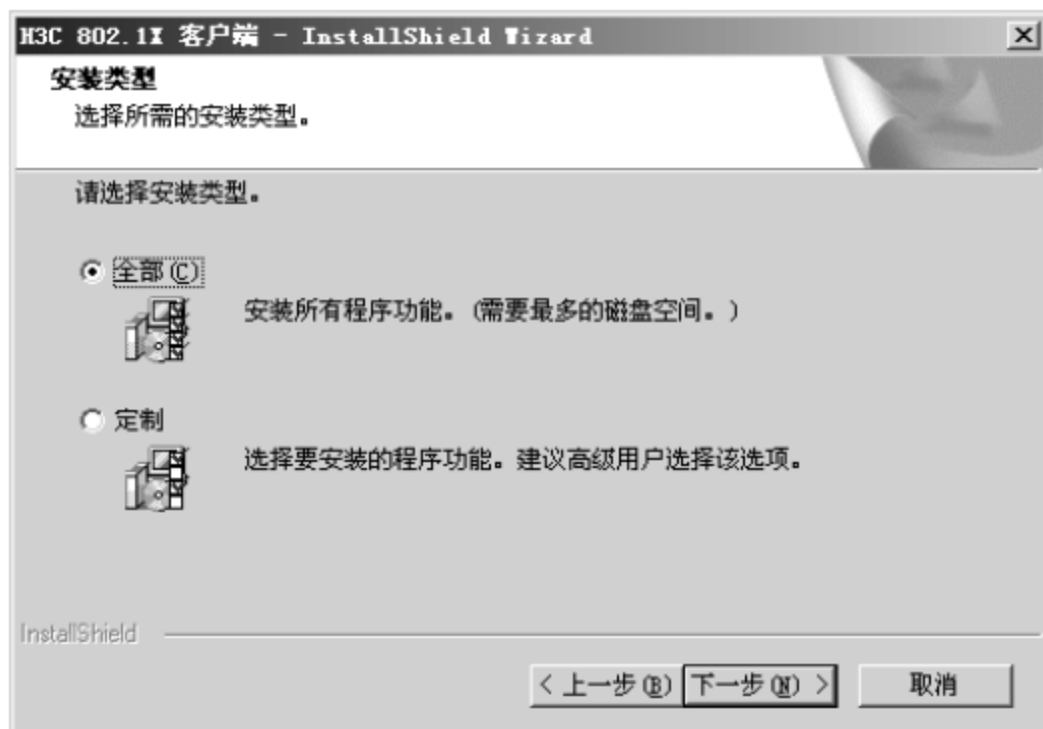 H3C 802.1X 客户端 - InstallShield Wizard
安装类型
选择所需的安装类型。
请选择安装类型。
全部(C)
安装所有程序功能。(需要最多的磁盘空间。)
定制
选择要安装的程序功能。建议高级用户选择该选项。
InstallShield
< 上一步(B) 下一步(N) > 取消